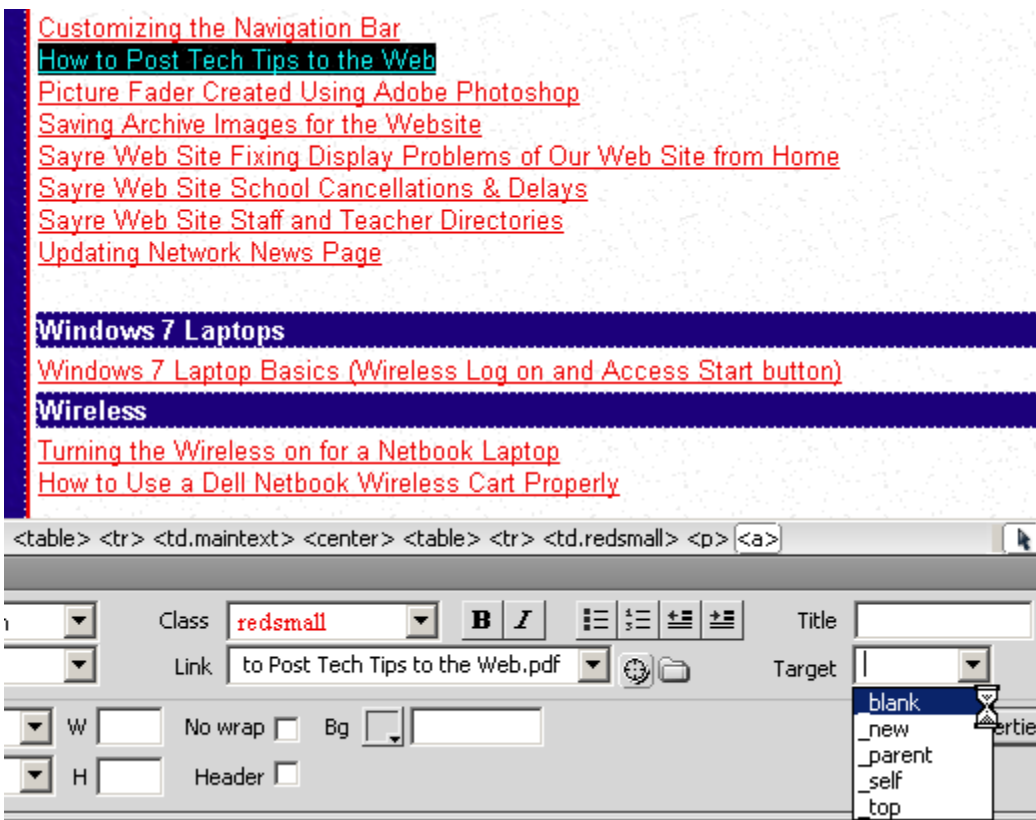 Customizing the Navigation Bar
How to Post Tech Tips to the Web
Picture Fader Created Using Adobe Photoshop
Saving Archive Images for the Website
Sayre Web Site Fixing Display Problems of Our Web Site from Home
Sayre Web Site School Cancellations & Delays
Sayre Web Site Staff and Teacher Directories
Updating Network News Page
Windows 7 Laptops
Windows 7 Laptop Basics (Wireless Log on and Access Start button)
Wireless
Turning the Wireless on for a Netbook Laptop
How to Use a Dell Netbook Wireless Cart Properly
<table> <tr> <td.maintext> <center> <table> <tr> <td.redsmall> <p> <a>
Class redsmall B I Title
Link to Post Tech Tips to the Web.pdf Target
W No wrap Bg
H Header
_blank
_new
_parent
_self
_top